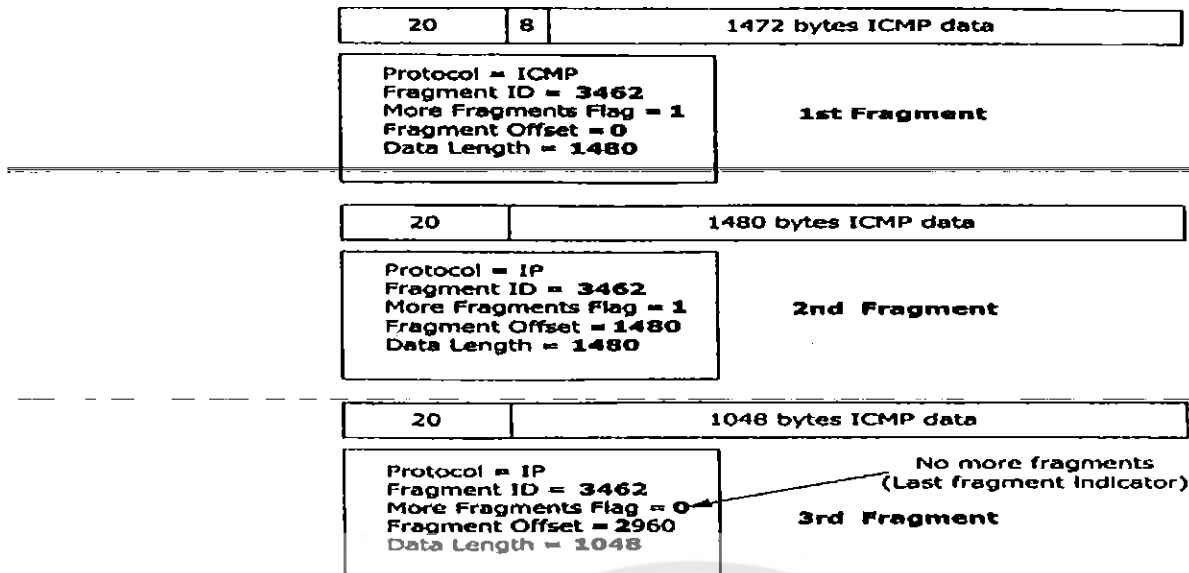 20 8 1472 bytes ICMP data
Protocol = ICMP
Fragment ID = 3462
More Fragments Flag = 1
Fragment Offset = 0
Data Length = 1480
1st Fragment
20 1480 bytes ICMP data
Protocol = IP
Fragment ID = 3462
More Fragments Flag = 1
Fragment Offset = 1480
Data Length = 1480
2nd Fragment
20 1048 bytes ICMP data
Protocol = IP
Fragment ID = 3462
More Fragments Flag = 0
Fragment Offset = 2960
Data Length = 1048
No more fragments
(Last fragment Indicator)
3rd Fragment